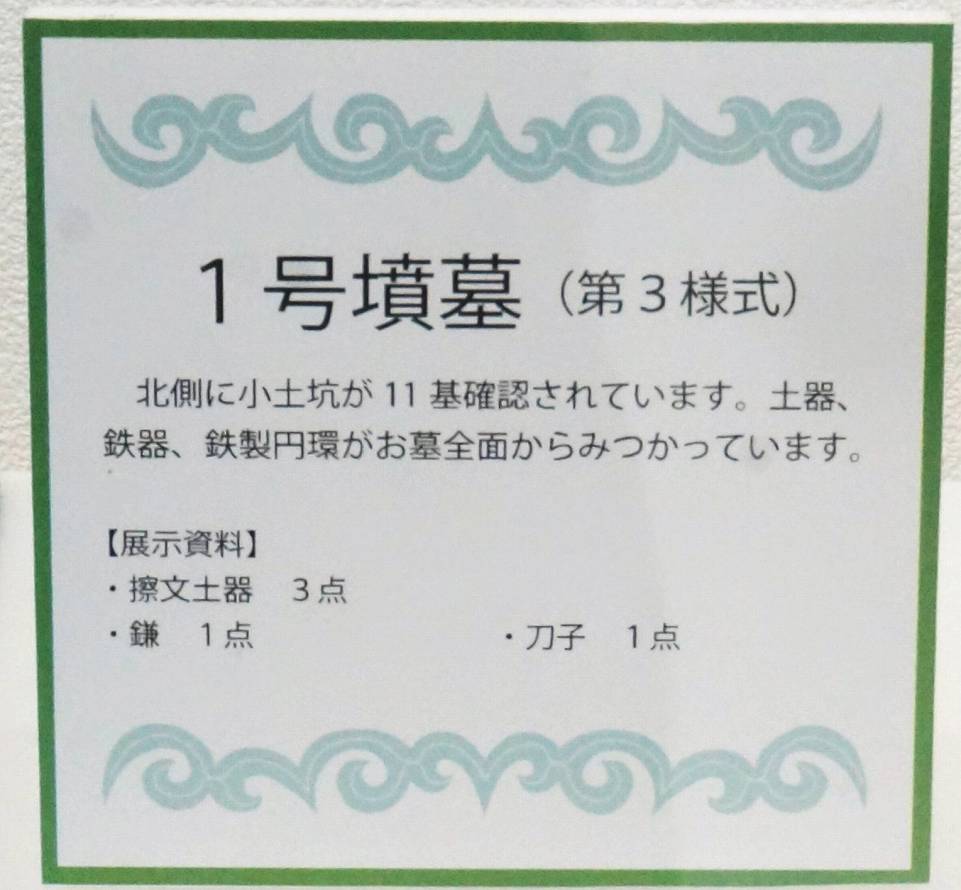 1号墳墓（第3様式）
北側に小土坑が11基確認されています。土器、
鉄器、鉄製円環がお墓全面からみつかっています。
【展示資料】
・擦文土器　3点
・鎌　1点　・刀子　1点